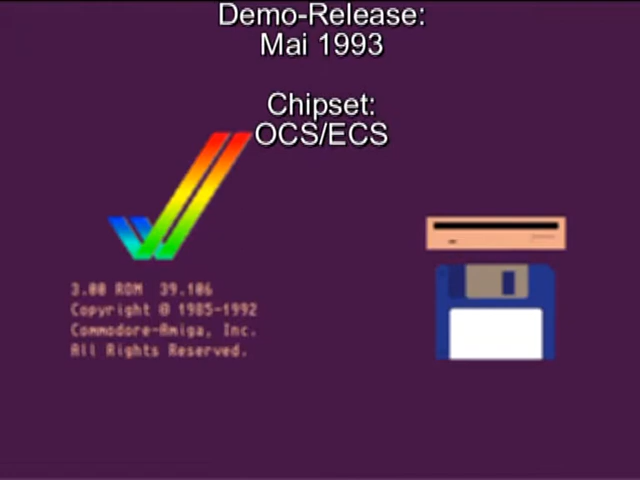 Demo-Release:
Mai 1993
Chipset:
OCS/ECS
3.00 ROM 39.106
Copyright © 1985-1992
Commodore-Amiga, Inc.
All Rights Reserved.